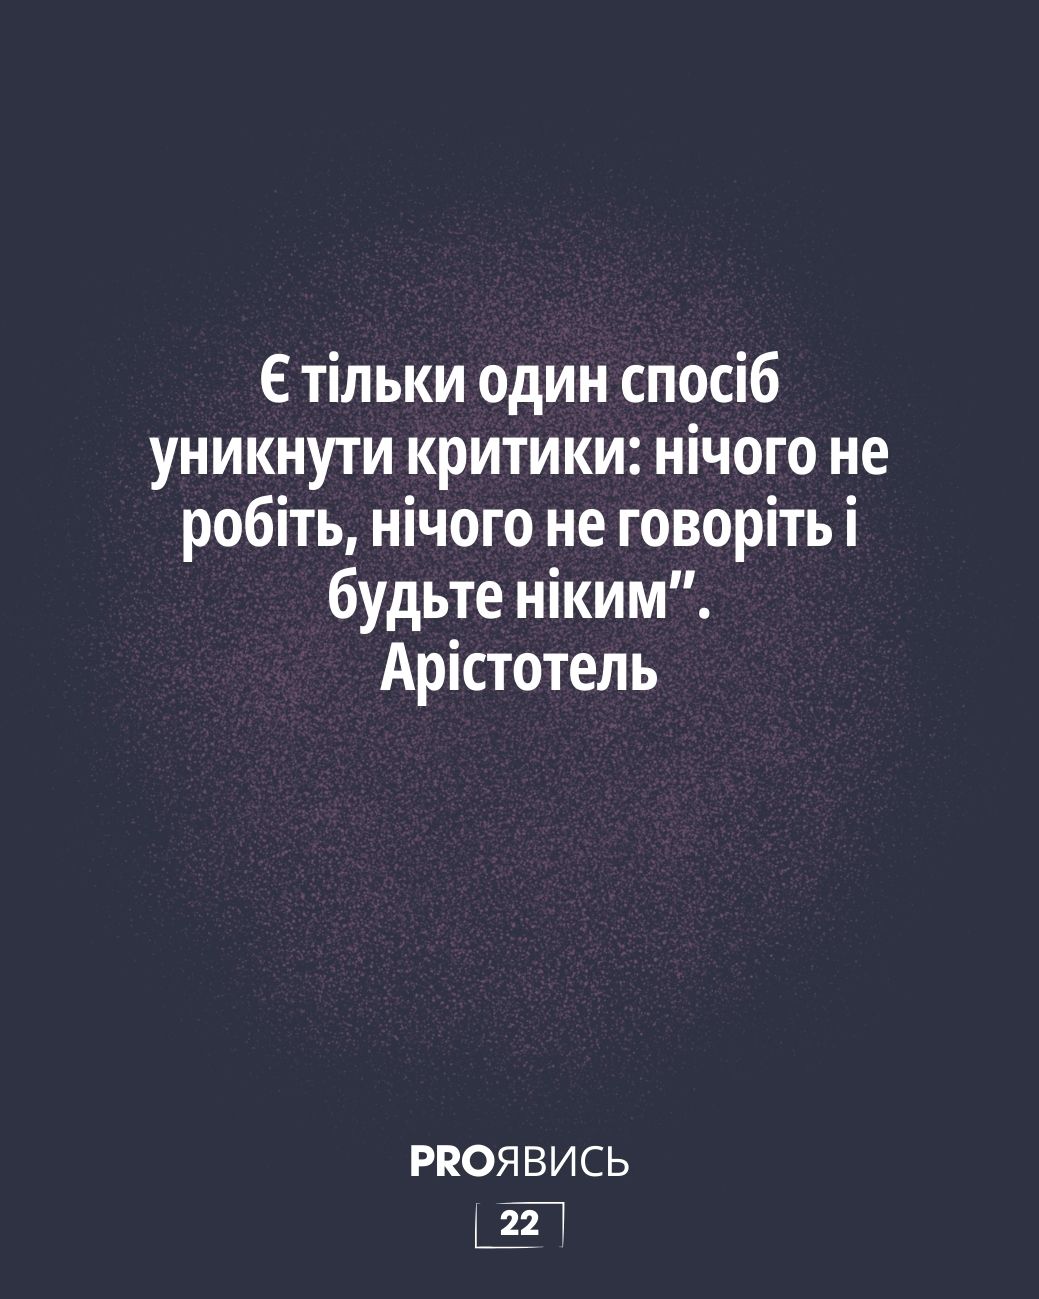 Є тільки один спосіб
уникнути критики: нічого не
робіть, нічого не говоріть і
будьте ніким”.
Арістотель
PROЯВИСЬ
22